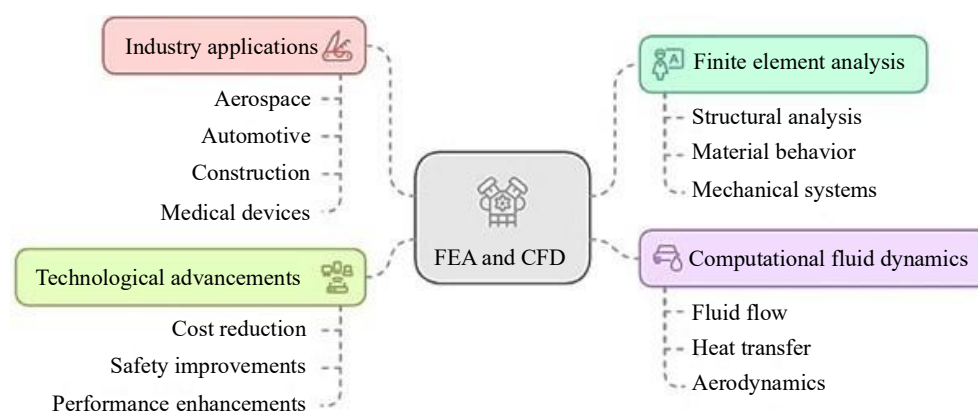 Industry applications
Aerospace
Automotive
Construction
Medical devices
Technological advancements
Cost reduction
Safety improvements
Performance enhancements
FEA and CFD
A
Finite element analysis
Structural analysis
Material behavior
Mechanical systems
Computational fluid dynamics
Fluid flow
Heat transfer
Aerodynamics